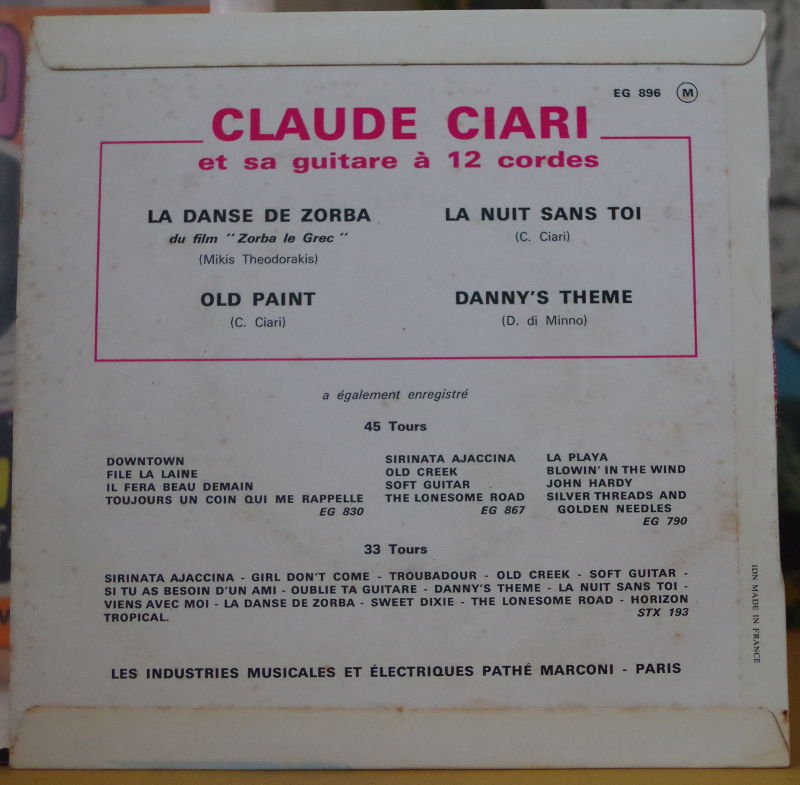 EG 896 M
CLAUDE CIARI
et sa guitare à 12 cordes
LA DANSE DE ZORBA
du film "Zorba le Grec"
(Mikis Theodorakis)
LA NUIT SANS TOI
(C. Ciari)
OLD PAINT
(C. Ciari)
DANNY'S THEME
(D. di Minno)
a également enregistré
45 Tours
DOWNTOWN
FILE LA LAINE
IL FERA BEAU DEMAIN
TOUJOURS UN COIN QUI ME RAPPELLE
EG 830
SIRINATA AJACCINA
OLD CREEK
SOFT GUITAR
THE LONESOME ROAD
EG 867
LA PLAYA
BLOWIN' IN THE WIND
JOHN HARDY
SILVER THREADS AND
GOLDEN NEEDLES
EG 790
33 Tours
SIRINATA AJACCINA - GIRL DON'T COME - TROUBADOUR - OLD CREEK - SOFT GUITAR -
SI TU AS BESOIN D'UN AMI - OUBLIE TA GUITARE - DANNY'S THEME - LA NUIT SANS TOI -
VIENS AVEC MOI - LA DANSE DE ZORBA - SWEET DIXIE - THE LONESOME ROAD - HORIZON
TROPICAL. STX 193
LES INDUSTRIES MUSICALES ET ÉLECTRIQUES PATHÉ MARCONI - PARIS
IDN MADE IN FRANCE